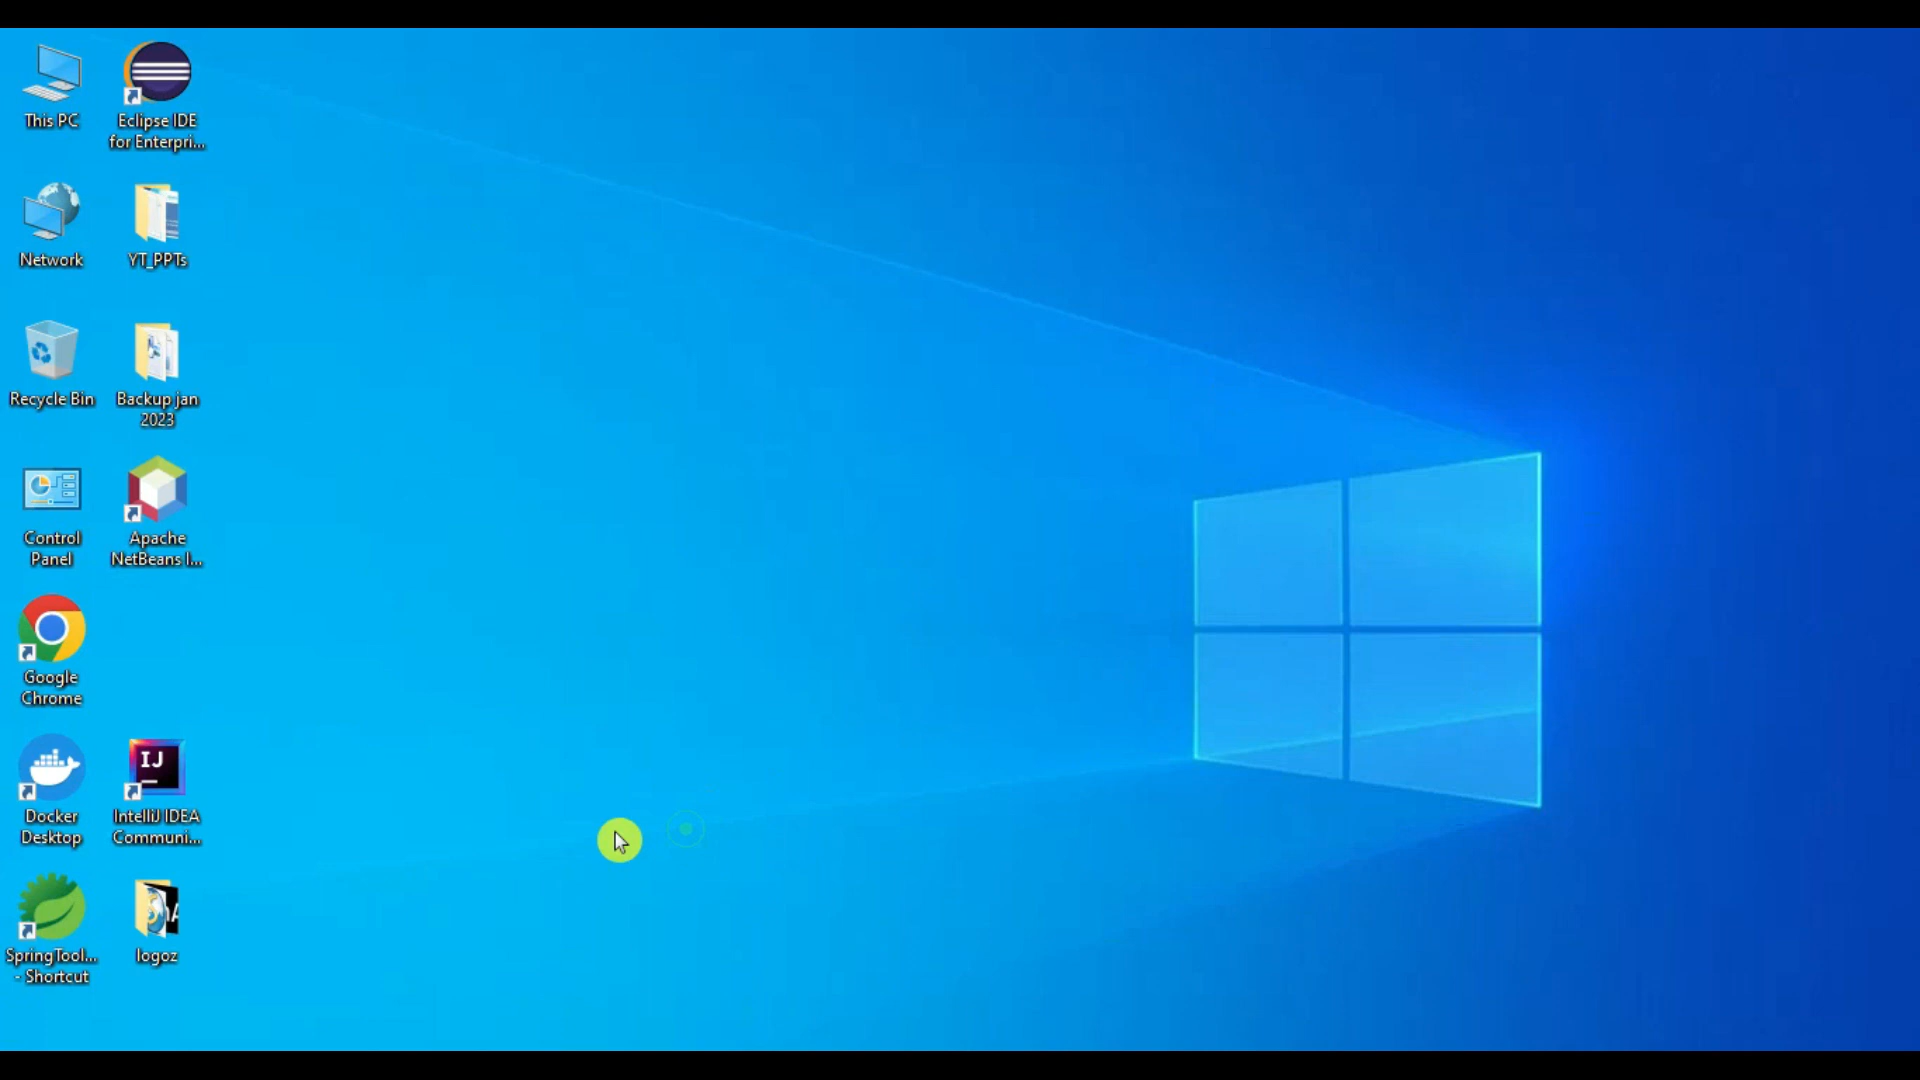 This PC
Eclipse IDE
for Enterpri...
Network
YT_PPTs
Recycle Bin
Backup jan
2023
Control
Panel
Apache
NetBeans I...
Google
Chrome
IJ
Docker
Desktop
IntelliJ IDEA
Communi...
SpringTool...
- Shortcut
logoz